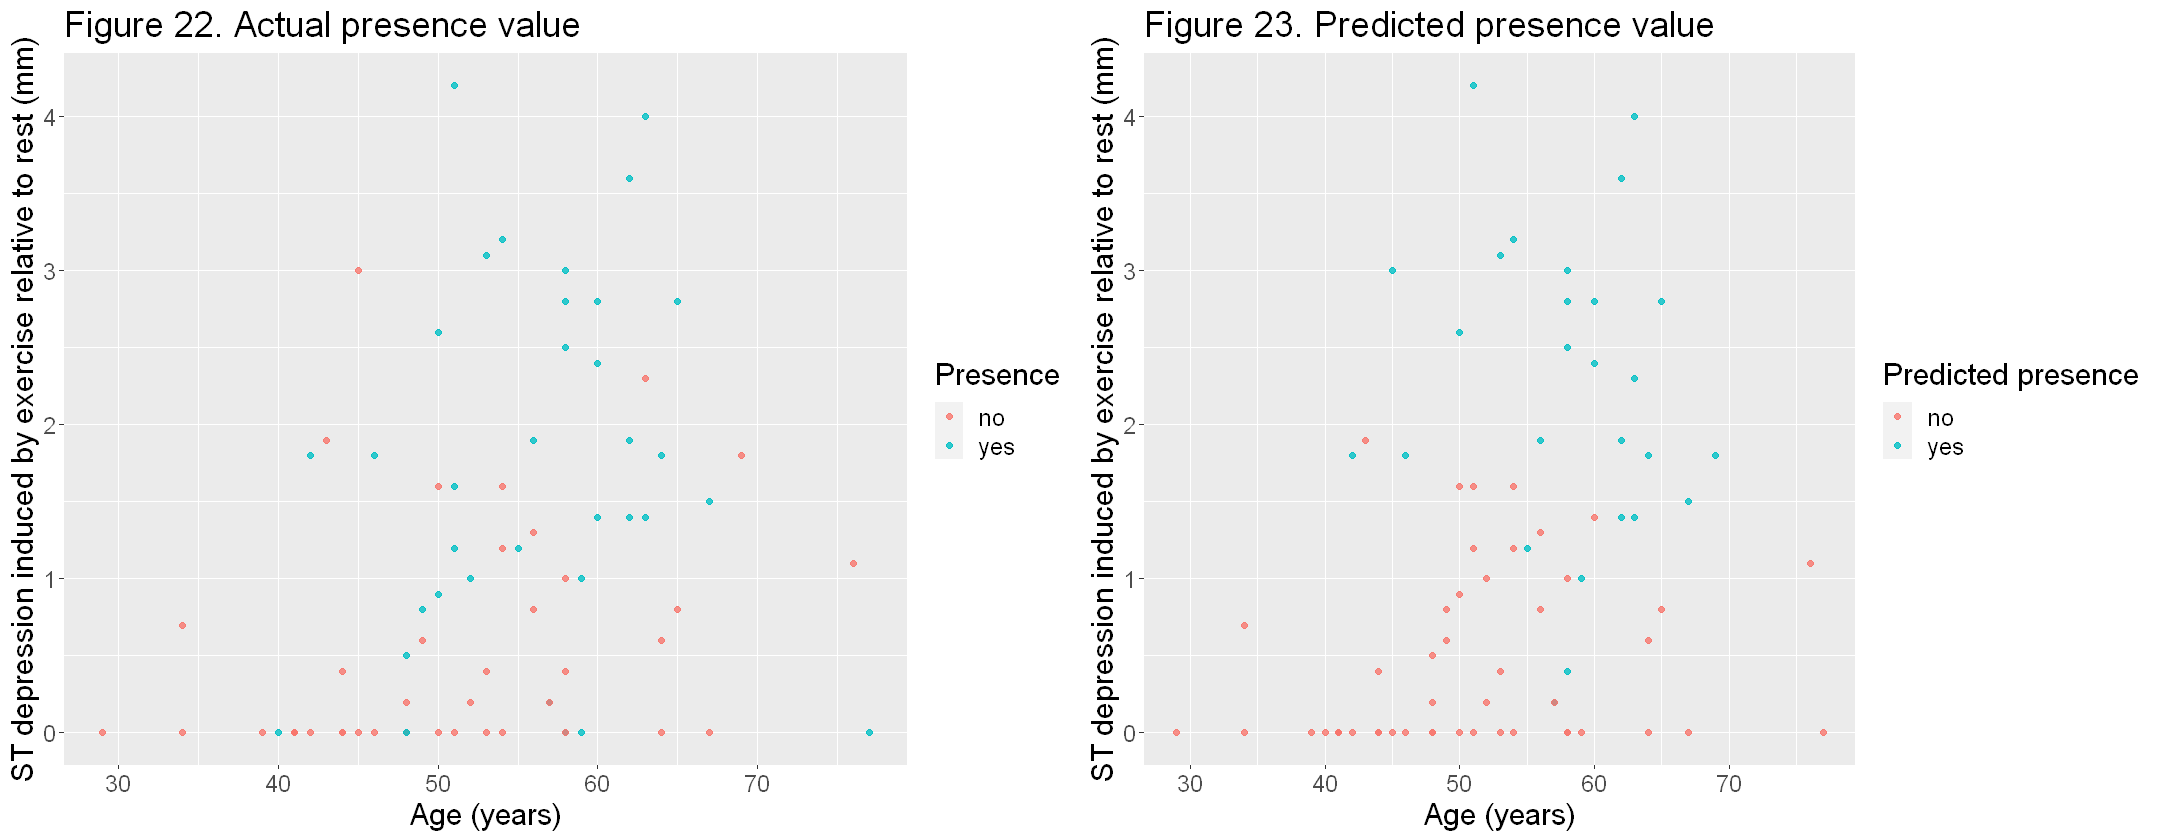 Figure 22. Actual presence value
ST depression induced by exercise relative to rest (mm)
4
3
2
1
0
30 40 50 60 70
Age (years)
Presence
no
yes
Figure 23. Predicted presence value
ST depression induced by exercise relative to rest (mm)
4
3
2
1
0
30 40 50 60 70
Age (years)
Predicted presence
no
yes